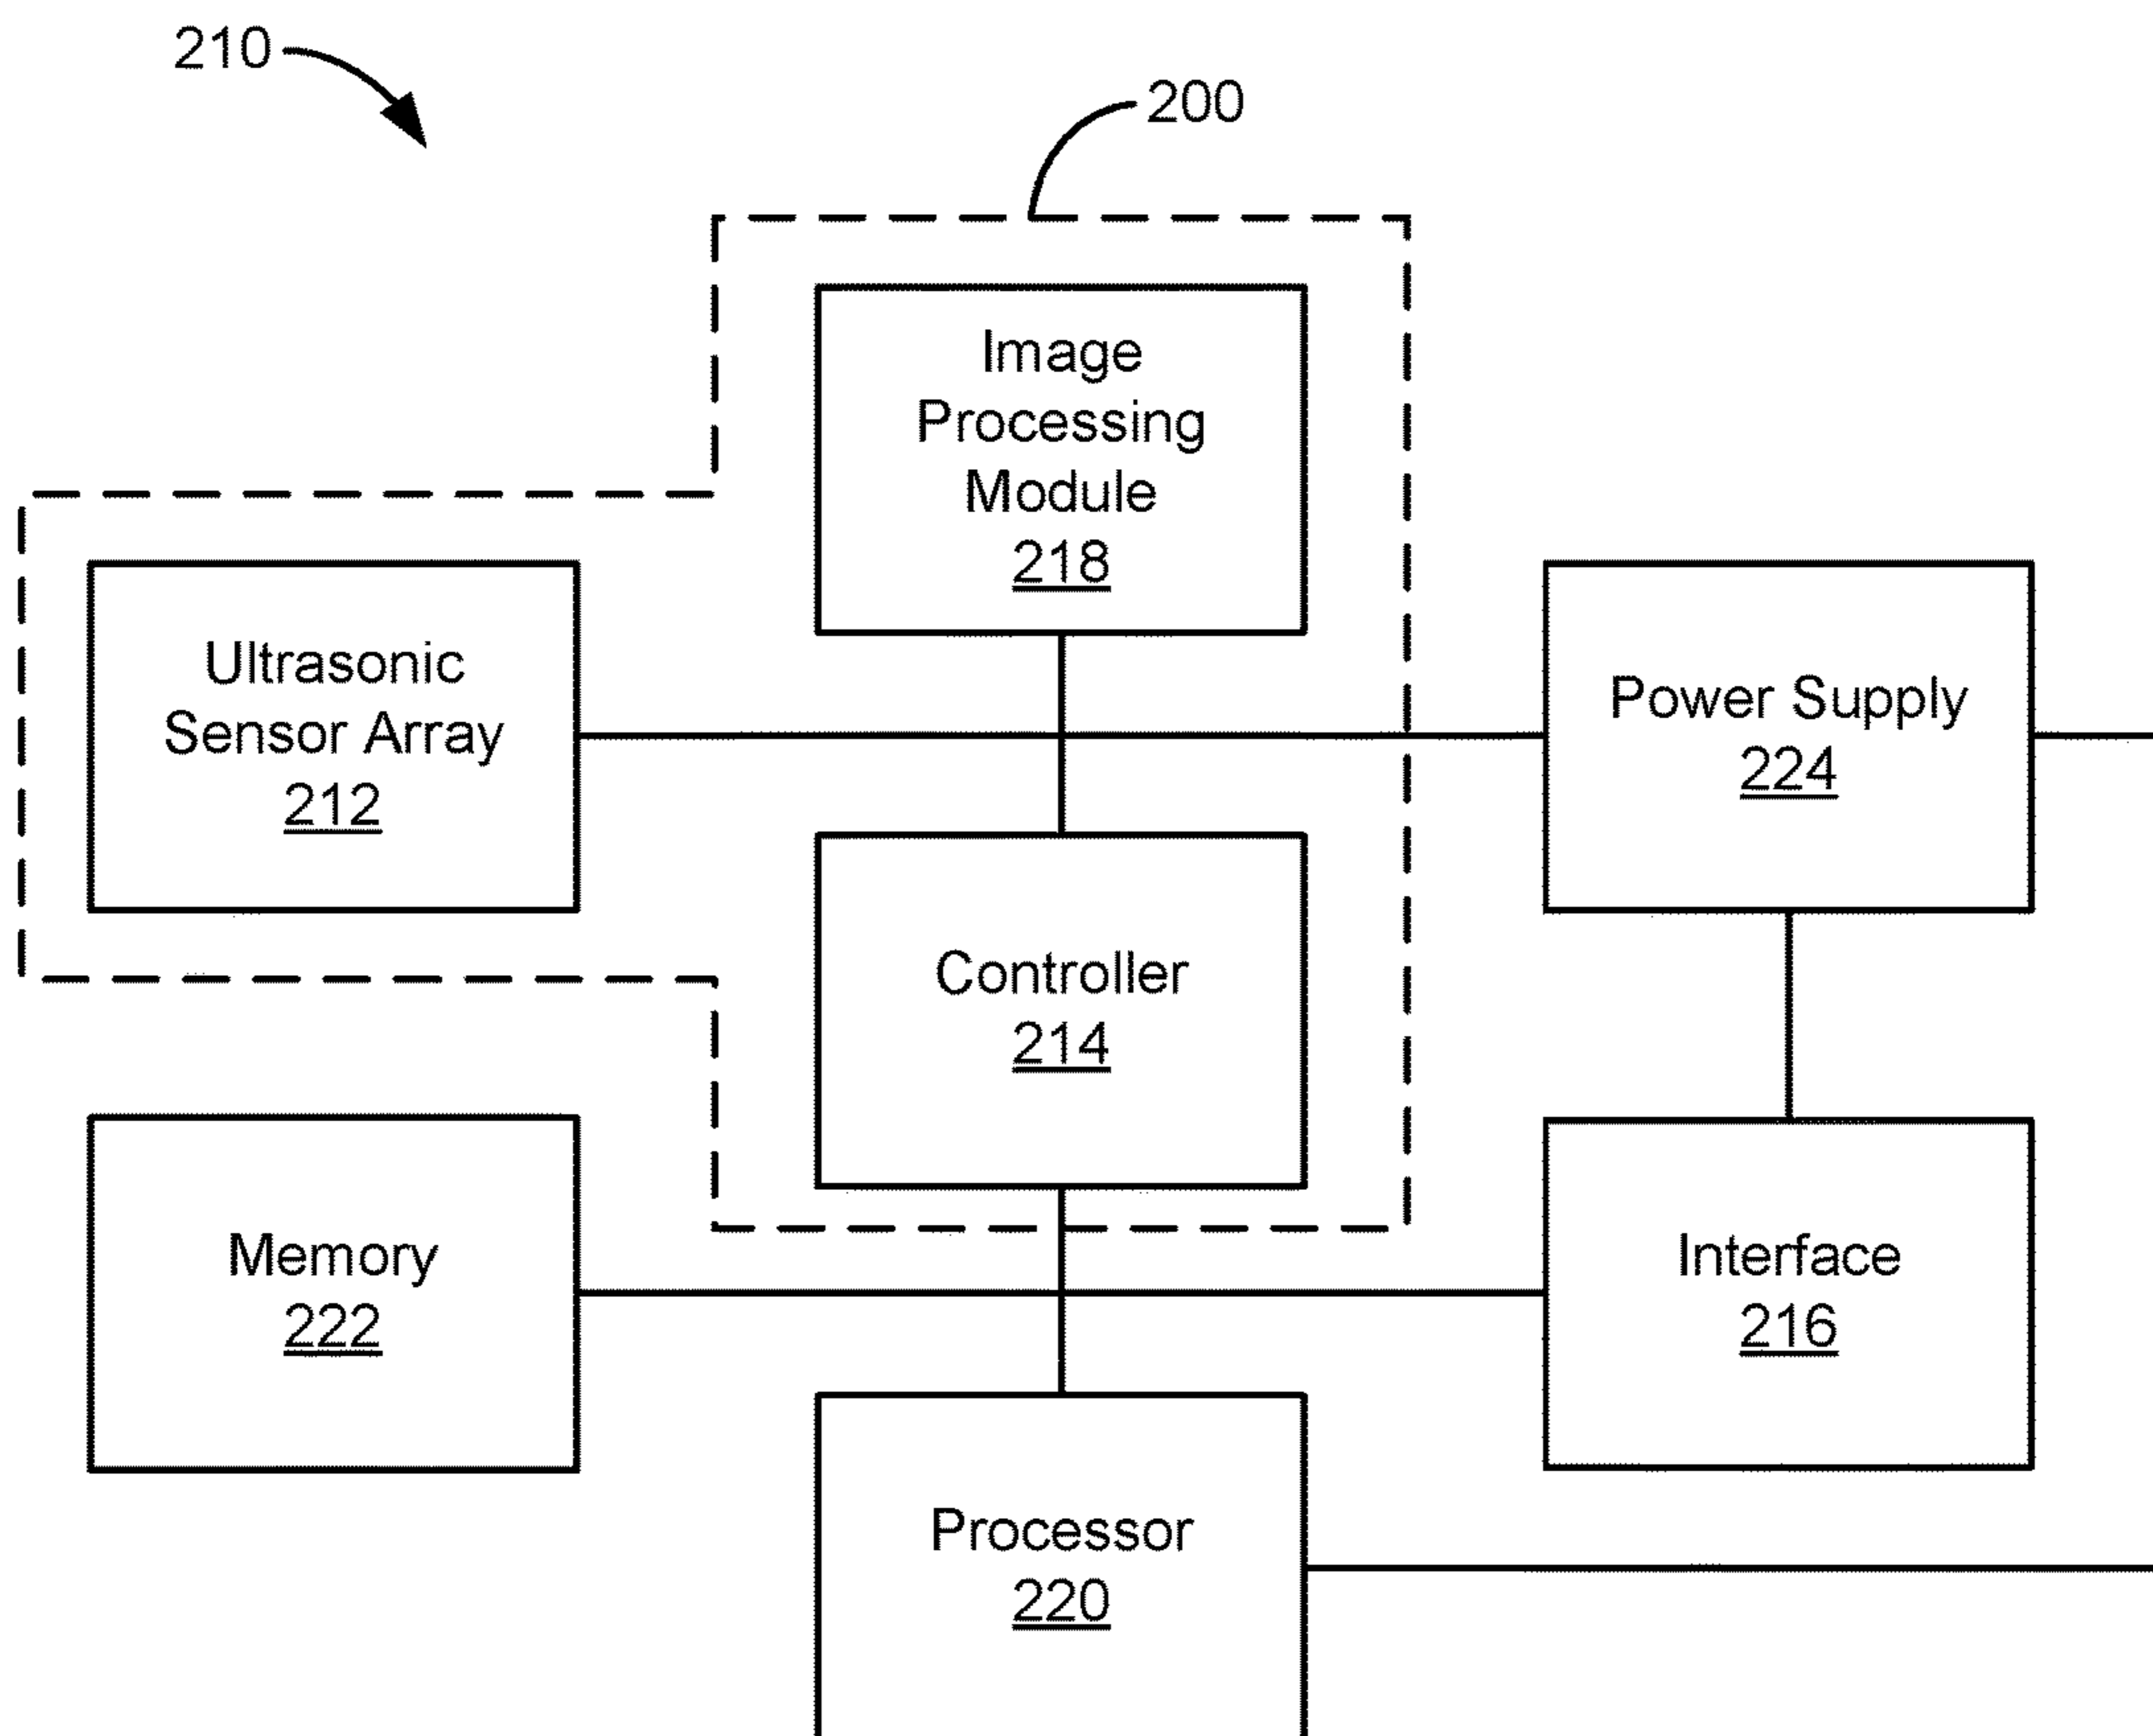 210
200
Image
Processing
Module
218
Ultrasonic
Sensor Array
212
Power Supply
224
Controller
214
Memory
222
Interface
216
Processor
220